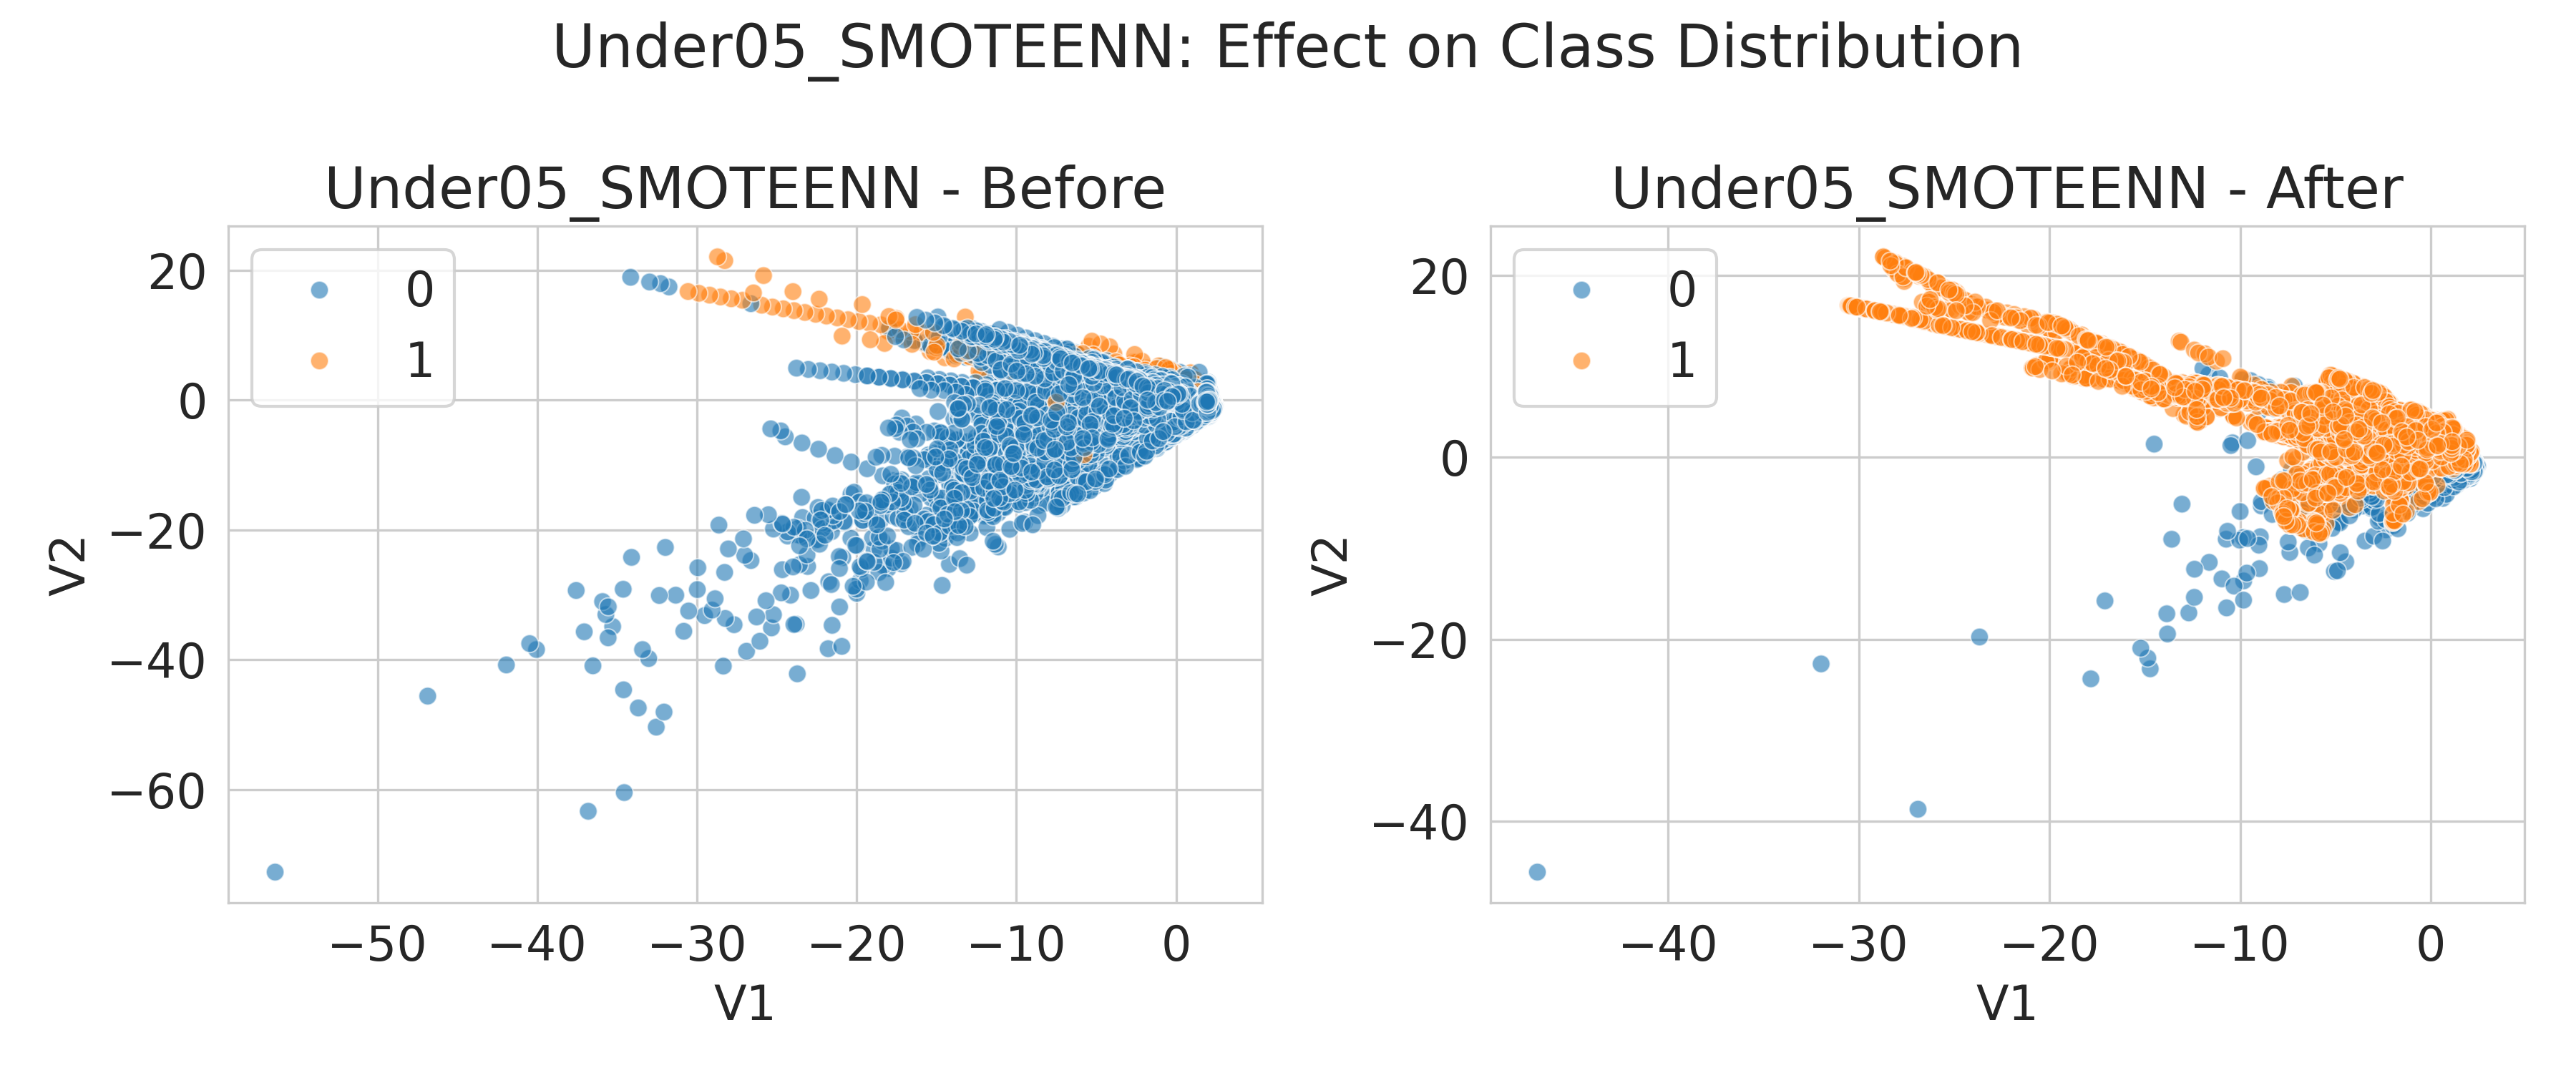 Under05_SMOTEENN: Effect on Class Distribution
Under05_SMOTEENN - Before
0
1
20
0
−20
−40
−60
V2
−50 −40 −30 −20 −10 0
V1
Under05_SMOTEENN - After
0
1
20
0
−20
−40
V2
−40 −30 −20 −10 0
V1